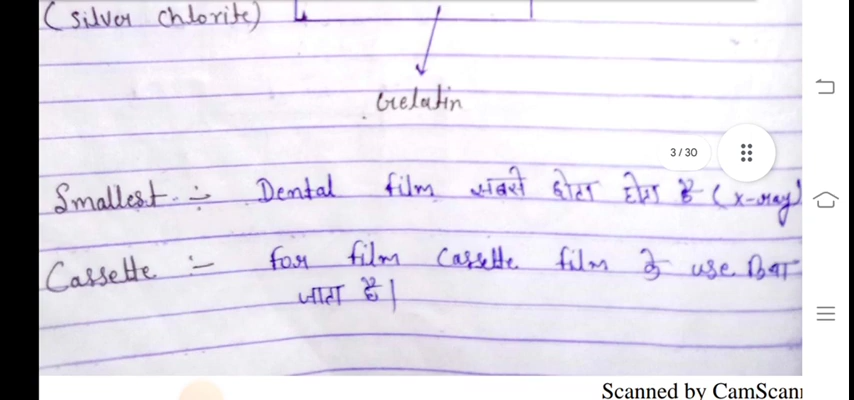 (silver chlorite)
Gelatin
3 / 30
Smallest :- Dental film सबसे छोटा होता है (x-ray)
Cassette :- for film cassette film के use किया
जाता है।
Scanned by CamScan